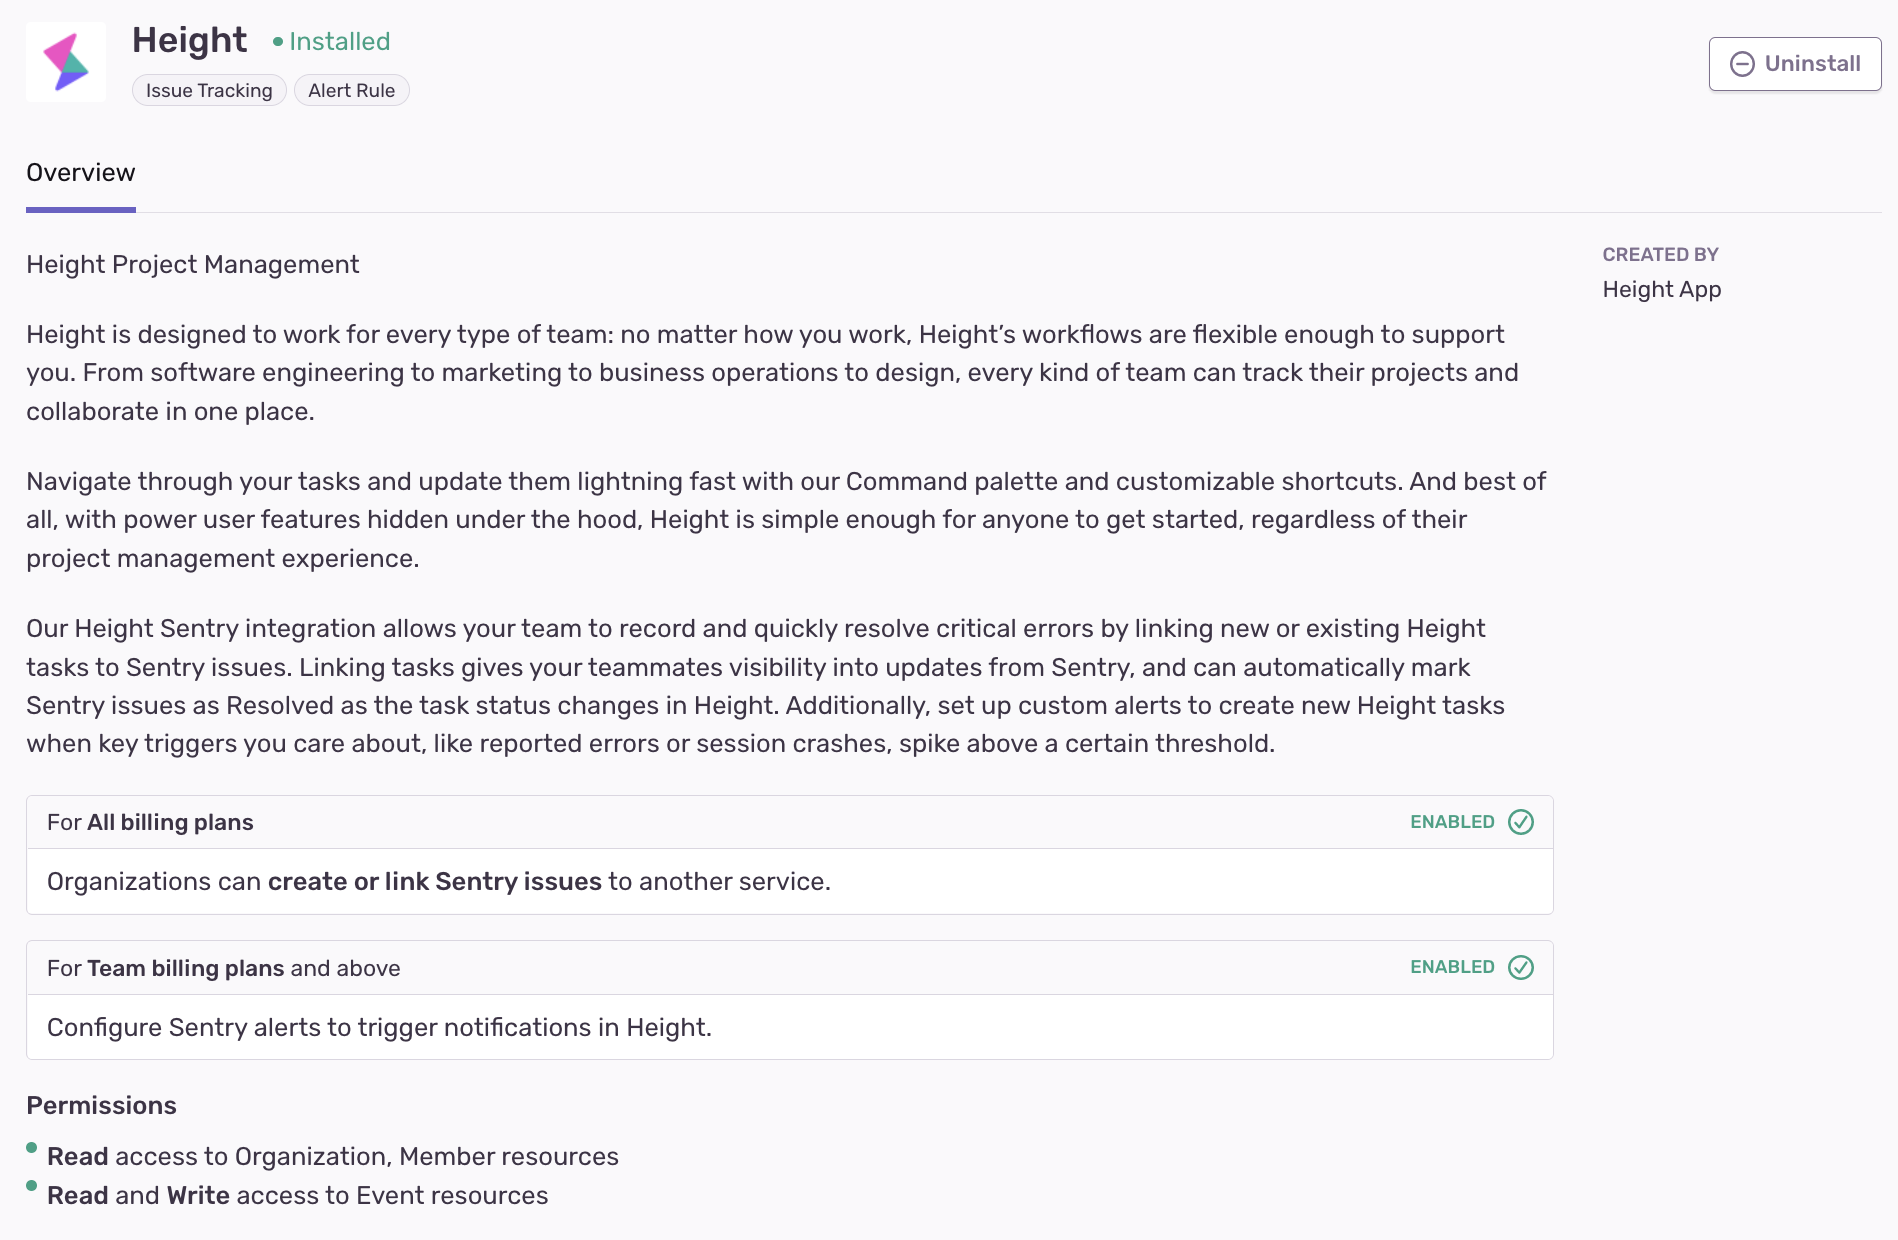 Height
Installed
Uninstall
Issue Tracking
Alert Rule
Overview
Height Project Management
CREATED BY
Height App
Height is designed to work for every type of team: no matter how you work, Height’s workflows are flexible enough to support
you. From software engineering to marketing to business operations to design, every kind of team can track their projects and
collaborate in one place.
Navigate through your tasks and update them lightning fast with our Command palette and customizable shortcuts. And best of
all, with power user features hidden under the hood, Height is simple enough for anyone to get started, regardless of their
project management experience.
Our Height Sentry integration allows your team to record and quickly resolve critical errors by linking new or existing Height
tasks to Sentry issues. Linking tasks gives your teammates visibility into updates from Sentry, and can automatically mark
Sentry issues as Resolved as the task status changes in Height. Additionally, set up custom alerts to create new Height tasks
when key triggers you care about, like reported errors or session crashes, spike above a certain threshold.
For All billing plans
ENABLED
Organizations can create or link Sentry issues to another service.
For Team billing plans and above
ENABLED
Configure Sentry alerts to trigger notifications in Height.
Permissions
Read access to Organization, Member resources
Read and Write access to Event resources